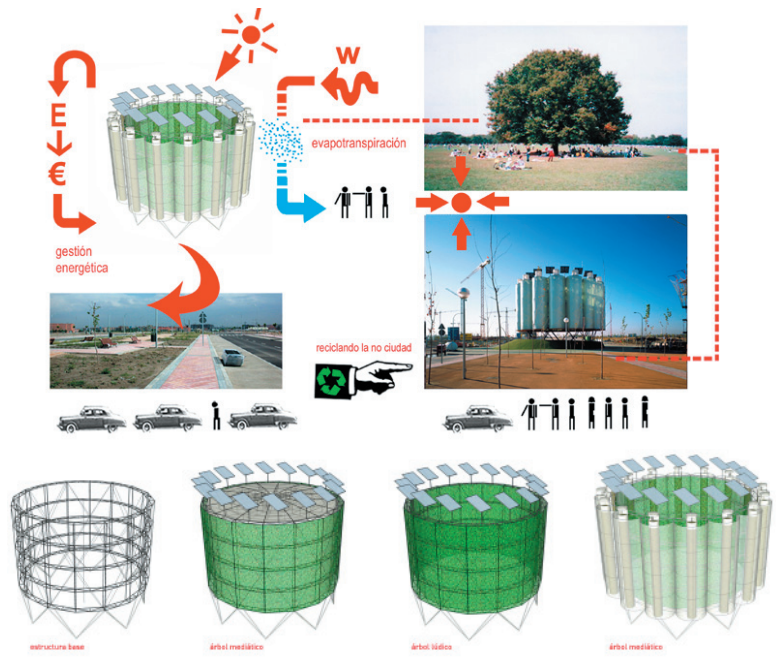 W
E
€
evapotranspiración
gestión
energética
reciclando la no ciudad
estructura base
árbol mediático
árbol lúdico
árbol mediático